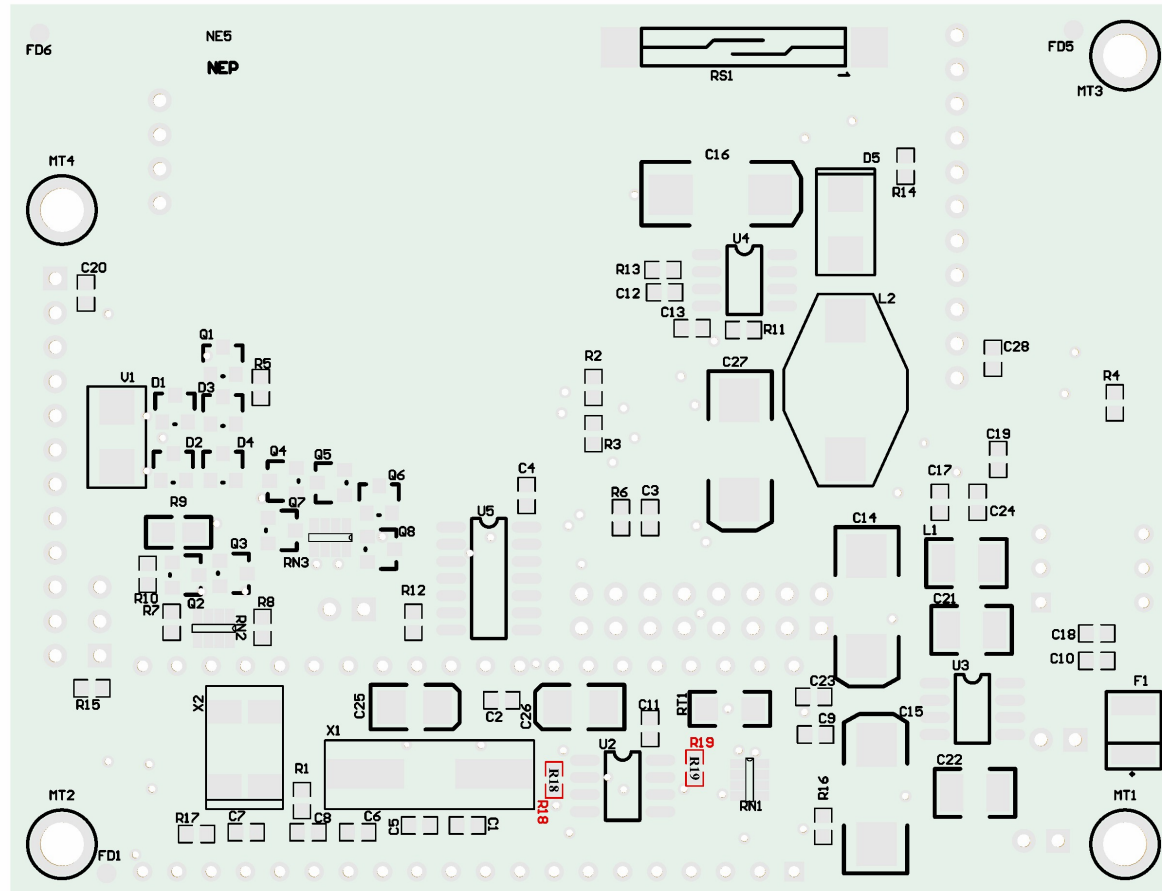 FD6
NE5
NEP
RS1
1
FD5
MT3
MT4
C16
D5
R14
U4
C20
R13
C12
C13
R11
L2
Q1
C28
V1
D1
D3
R5
R2
C27
R4
R3
D2
D4
Q4
Q5
Q6
C4
C19
C17
C24
R9
Q7
U5
R6
C3
C14
Q8
RN3
Q3
L1
R10
Q2
R7
R8
RN2
R12
C21
C18
C10
U3
R15
X2
C25
C2
C26
C11
RT1
C23
C15
F1
X1
C9
U2
R19
R19
R18
R18
RN1
C22
R1
R16
MT2
MT1
R17
C7
C8
C6
C5
C1
FD1